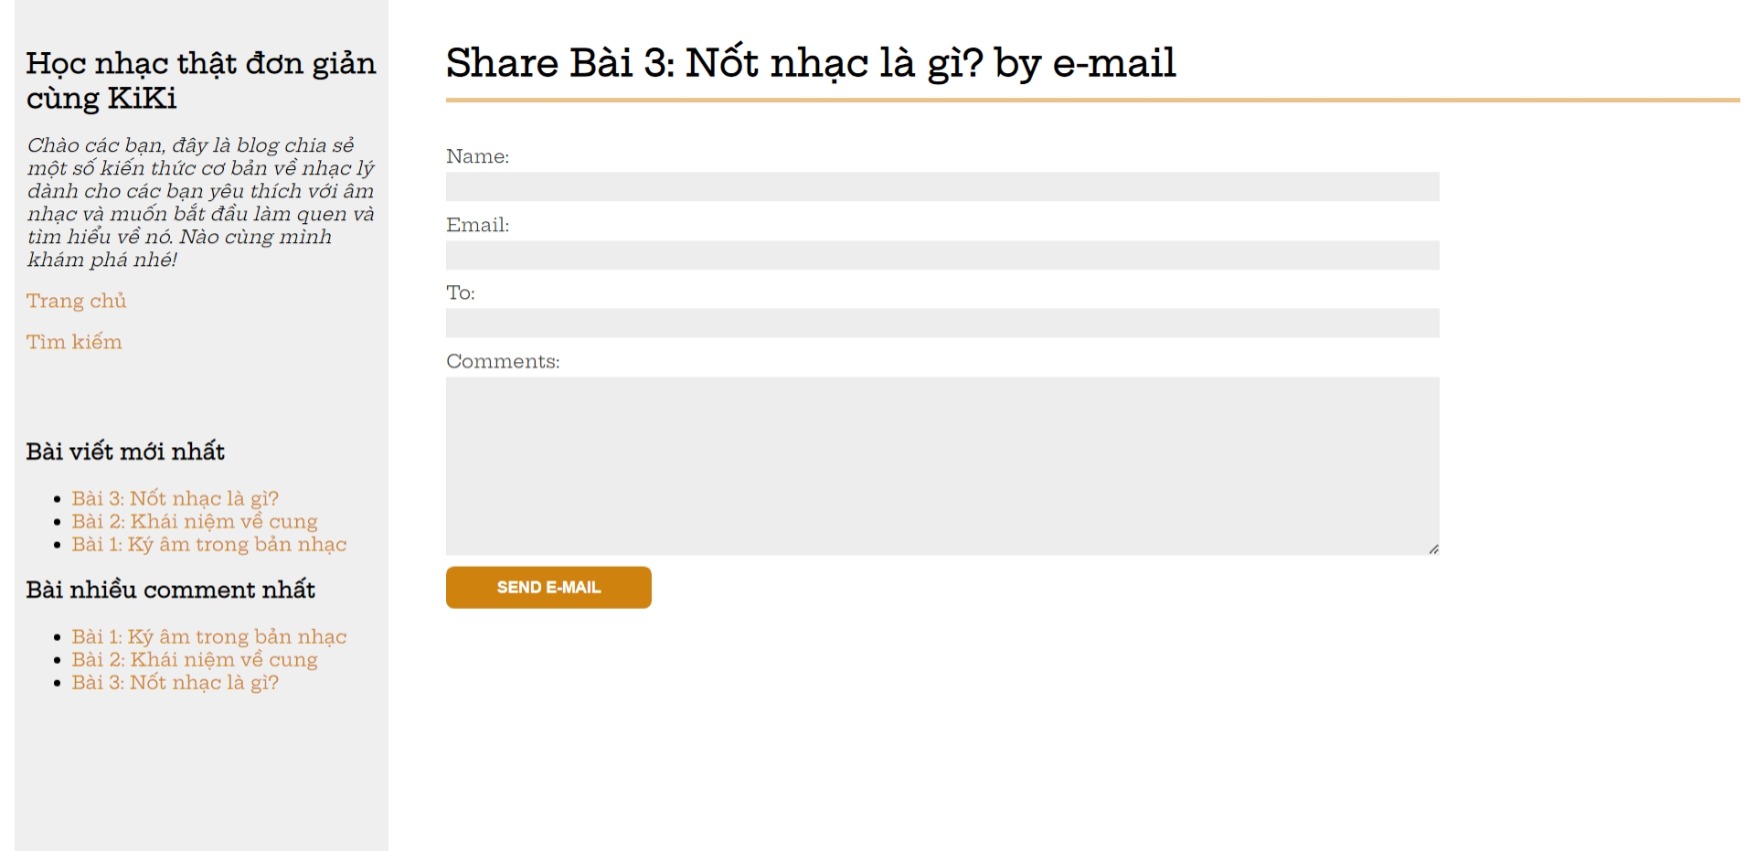 Học nhạc thật đơn giản
cùng KiKi
Chào các bạn, đây là blog chia sẻ
một số kiến thức cơ bản về nhạc lý
dành cho các bạn yêu thích với âm
nhạc và muốn bắt đầu làm quen và
tìm hiểu về nó. Nào cùng mình
khám phá nhé!
Trang chủ
Tìm kiếm
Bài viết mới nhất
Bài 3: Nốt nhạc là gì?
Bài 2: Khái niệm về cung
Bài 1: Ký âm trong bản nhạc
Bài nhiều comment nhất
Bài 1: Ký âm trong bản nhạc
Bài 2: Khái niệm về cung
Bài 3: Nốt nhạc là gì?
Share Bài 3: Nốt nhạc là gì? by e-mail
Name:
Email:
To:
Comments:
SEND E-MAIL